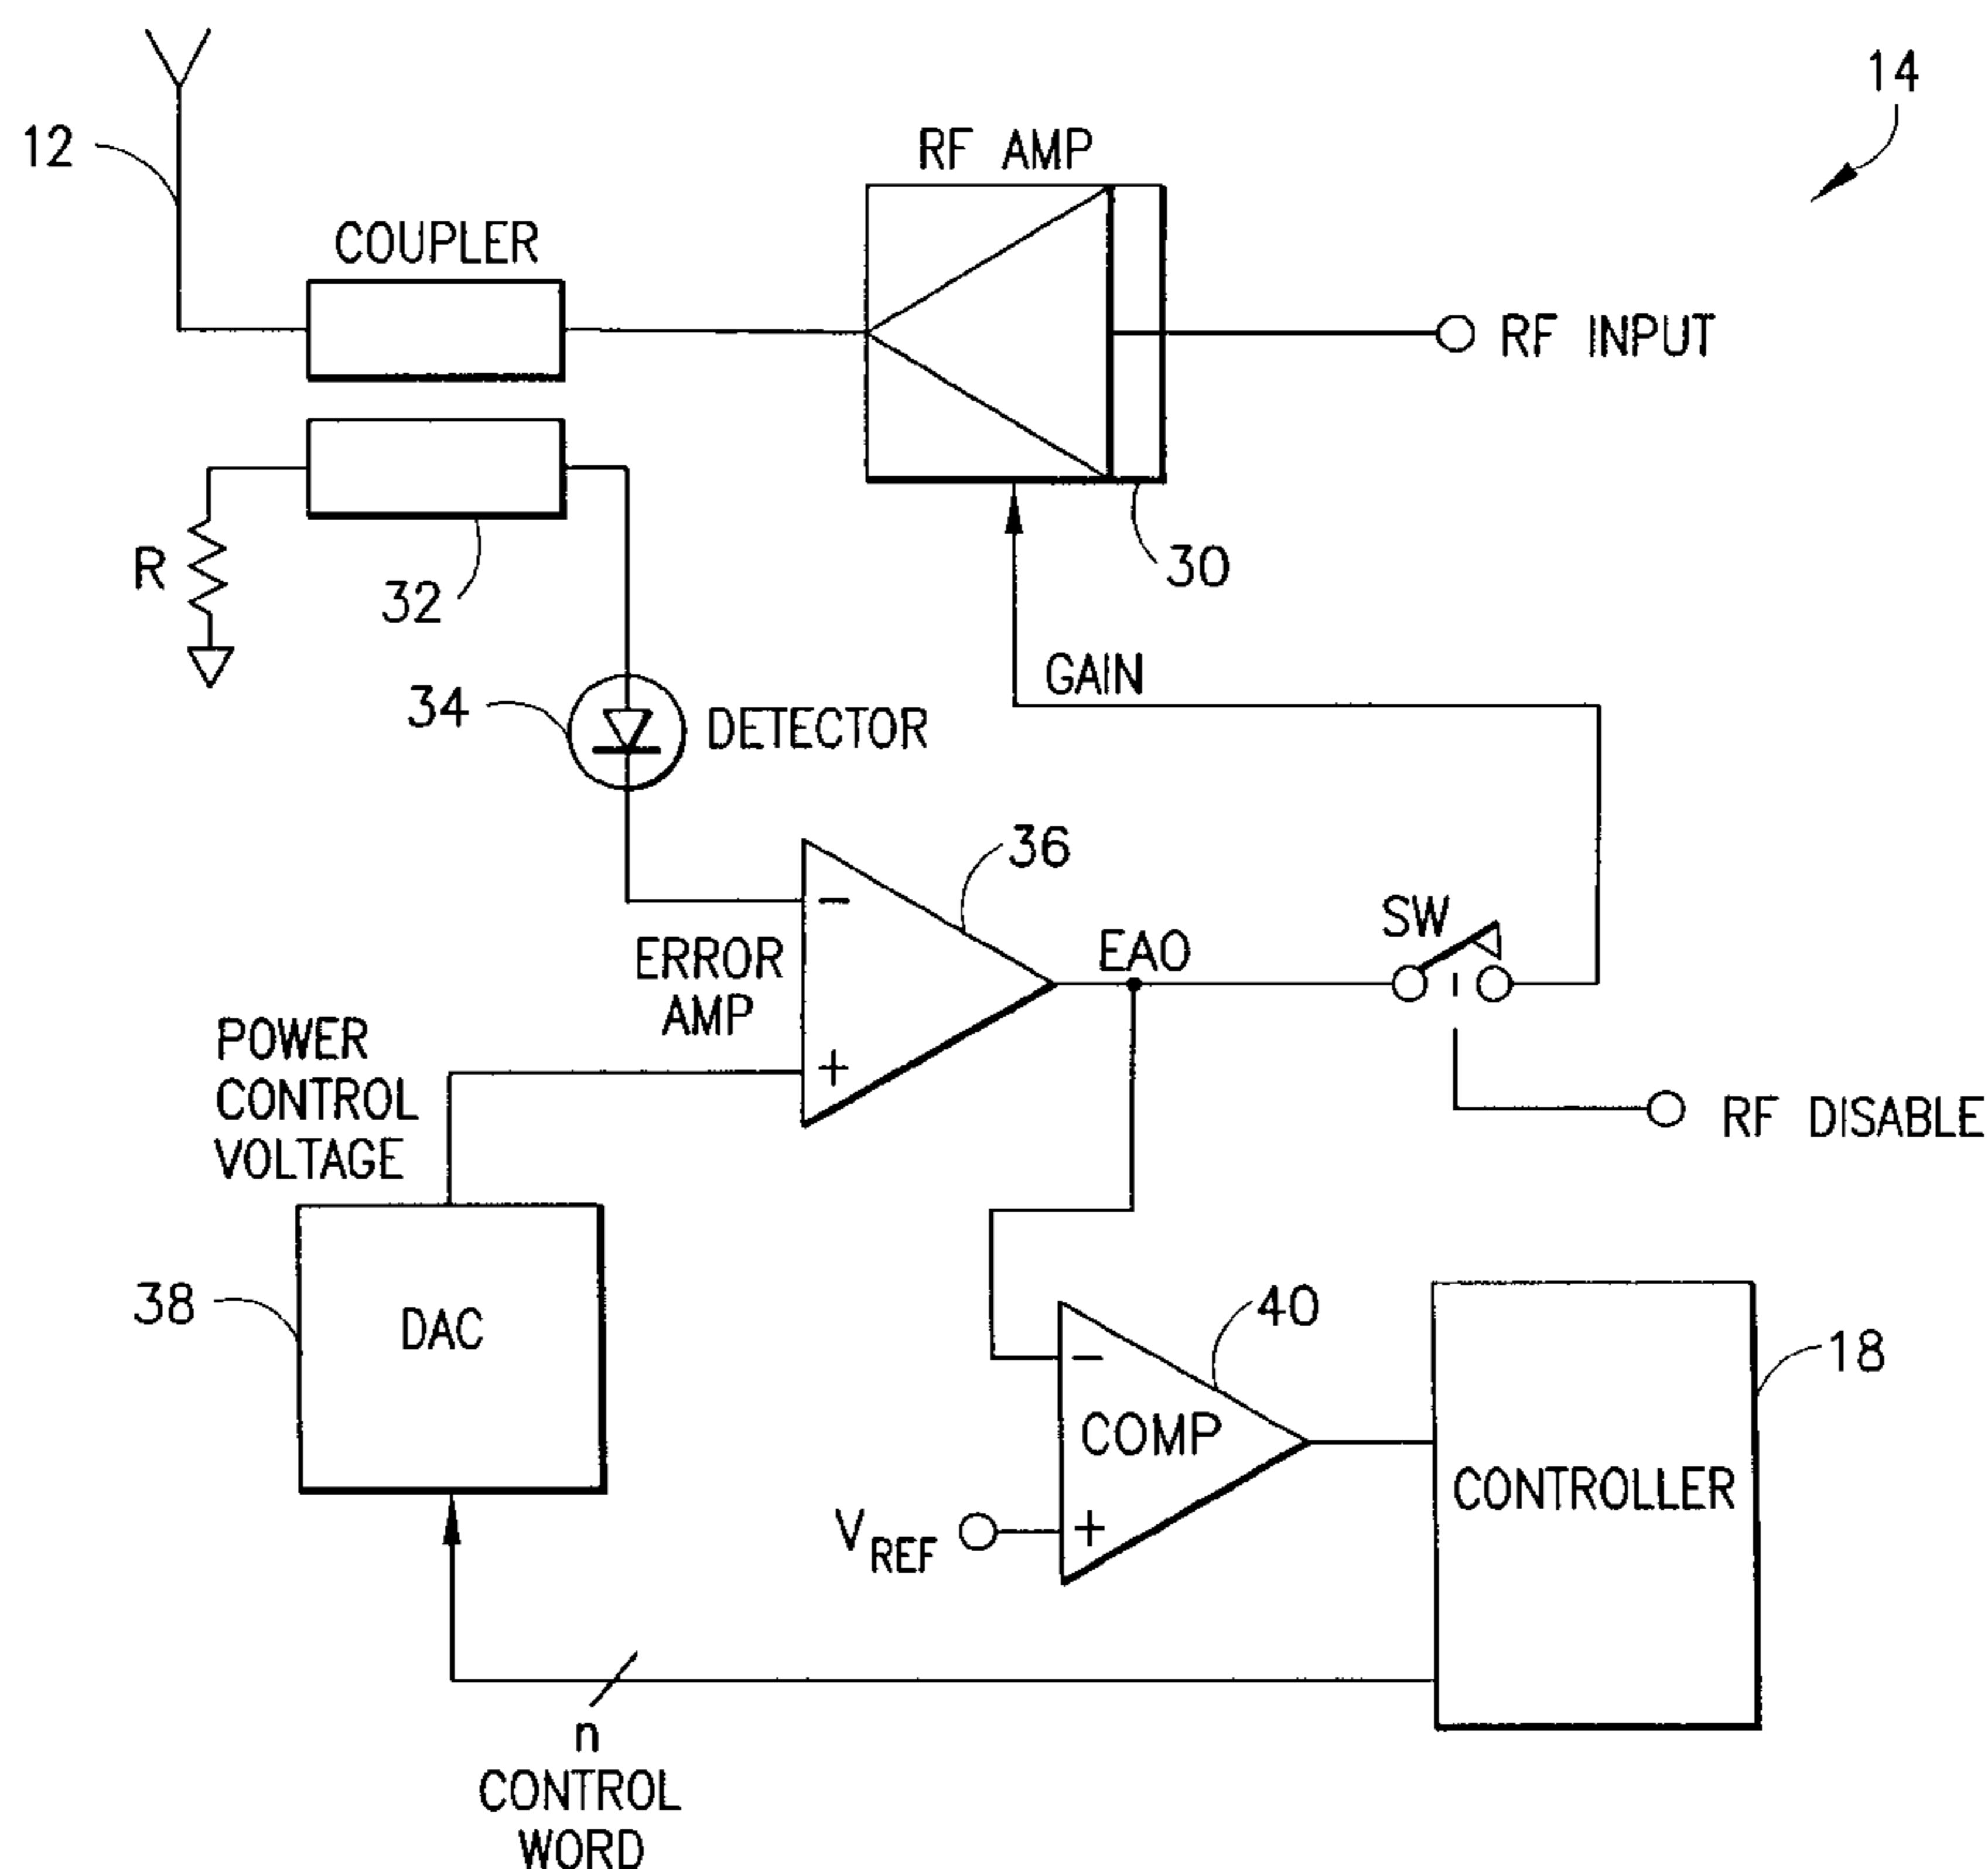 14
12
RF AMP
COUPLER
RF INPUT
R
32
30
GAIN
34
DETECTOR
36
SW
EAO
-
ERROR
AMP
+
POWER
CONTROL
VOLTAGE
RF DISABLE
38
DAC
40
18
-
COMP
CONTROLLER
VREF
+
n
CONTROL
WORD